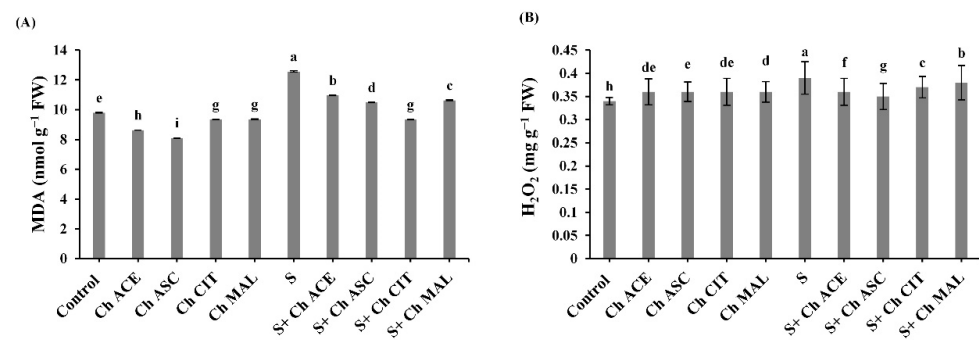 (A)
MDA (nmol g⁻¹ FW)
14
12
10
8
6
4
2
0
e
h
i
g
g
a
b
d
g
c
Control
Ch ACE
Ch ASC
Ch CIT
Ch MAL
S
S+ Ch ACE
S+ Ch ASC
S+ Ch CIT
S+ Ch MAL
(B)
H₂O₂ (mg g⁻¹ FW)
0.45
0.4
0.35
0.3
0.25
0.2
0.15
0.1
0.05
0
h
de
e
de
d
a
f
g
c
b
Control
Ch ACE
Ch ASC
Ch CIT
Ch MAL
S
S+ Ch ACE
S+ Ch ASC
S+ Ch CIT
S+ Ch MAL